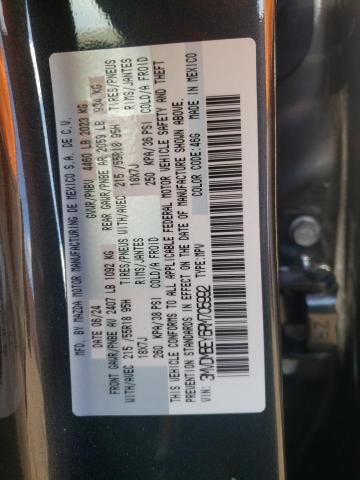 MFD. BY MAZDA MOTOR MANUFACTURING DE MEXICO S.A. DE C.V.
DATE 06/24 GVWR/PNBV 4460 LB 2023 KG
FRONT GAWR/PNBE AV 2407 LB 1092 KG REAR GAWR/PNBE AR 2059 LB 934 KG
WITH/AVEC 215 /55R18 95H TIRES/PNEUS WITH/AVEC 215 /55R18 95H TIRES/PNEUS
18X7J RIMS/JANTES 18X7J RIMS/JANTES
260 KPA/38 PSI COLD/A FROID 250 KPA/36 PSI COLD/A FROID
THIS VEHICLE CONFORMS TO ALL APPLICABLE FEDERAL MOTOR VEHICLE SAFETY AND THEFT
PREVENTION STANDARDS IN EFFECT ON THE DATE OF MANUFACTURE SHOWN ABOVE.
VIN: TYPE: MPV COLOR CODE: 46G MADE IN MEXICO